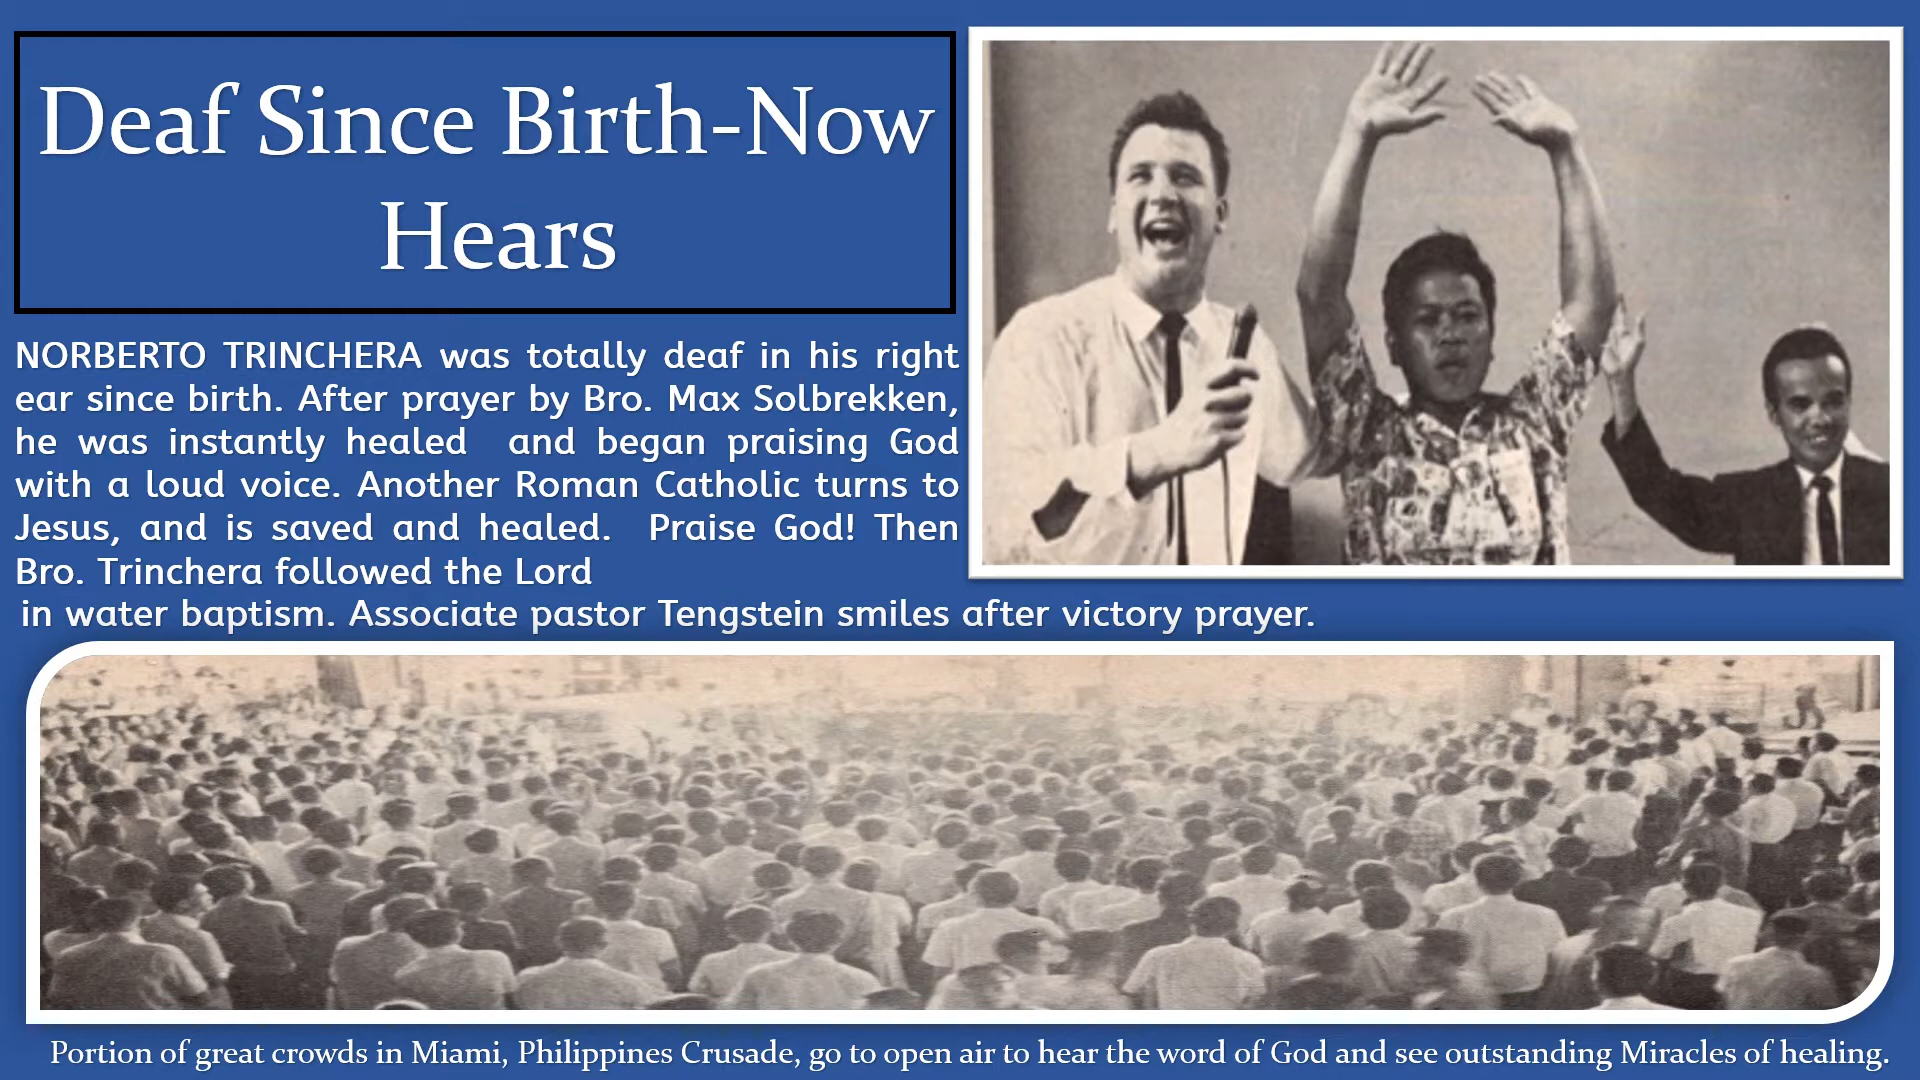 Deaf Since Birth-Now
Hears
NORBERTO TRINCHERA was totally deaf in his right
ear since birth. After prayer by Bro. Max Solbrekken,
he was instantly healed  and began praising God
with a loud voice. Another Roman Catholic turns to
Jesus, and is saved and healed.  Praise God! Then
Bro. Trinchera followed the Lord
in water baptism. Associate pastor Tengstein smiles after victory prayer.
Portion of great crowds in Miami, Philippines Crusade, go to open air to hear the word of God and see outstanding Miracles of healing.